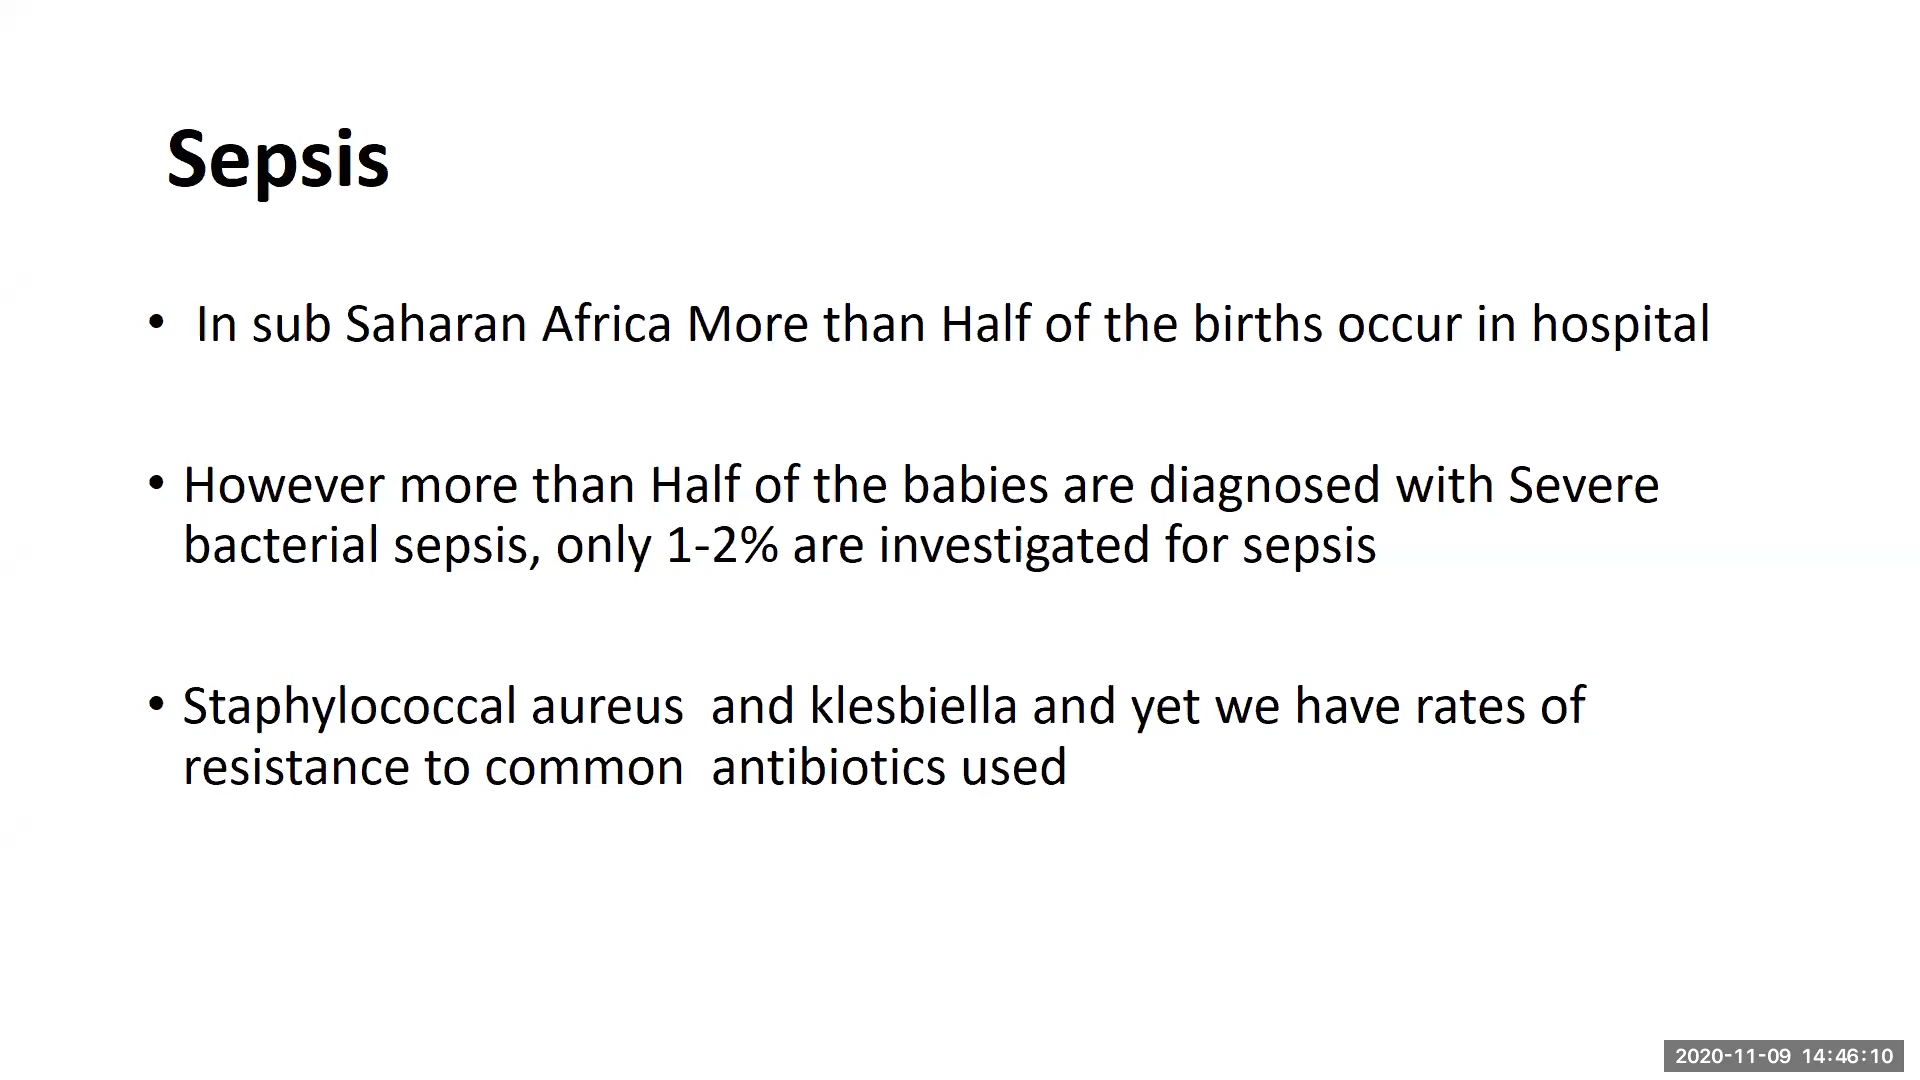 Sepsis
• In sub Saharan Africa More than Half of the births occur in hospital
• However more than Half of the babies are diagnosed with Severe
bacterial sepsis, only 1-2% are investigated for sepsis
• Staphylococcal aureus  and klesbiella and yet we have rates of
resistance to common  antibiotics used
2020-11-09 14:46:10